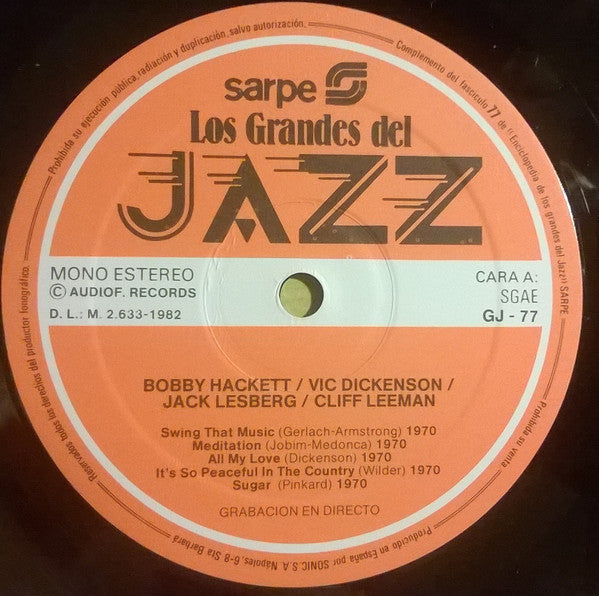 Reservados todos los derechos del productor fonográfico. Prohibida su ejecución pública, radiación y duplicación, salvo autorización.
Complemento del fascículo 77 de «Enciclopedia de los grandes del Jazz» SARPE. Prohibida su venta
sarpe
Los Grandes del
JAZZ
MONO ESTEREO
© AUDIOF. RECORDS
D. L.: M. 2.633-1982
CARA A:
SGAE
GJ - 77
BOBBY HACKETT / VIC DICKENSON /
JACK LESBERG / CLIFF LEEMAN
Swing That Music (Gerlach-Armstrong) 1970
Meditation (Jobim-Medonca) 1970
All My Love (Dickenson) 1970
It's So Peaceful In The Country (Wilder) 1970
Sugar (Pinkard) 1970
GRABACION EN DIRECTO
Producido en España por SONIC, S.A. Nápoles, 6-8, Sta Barbará